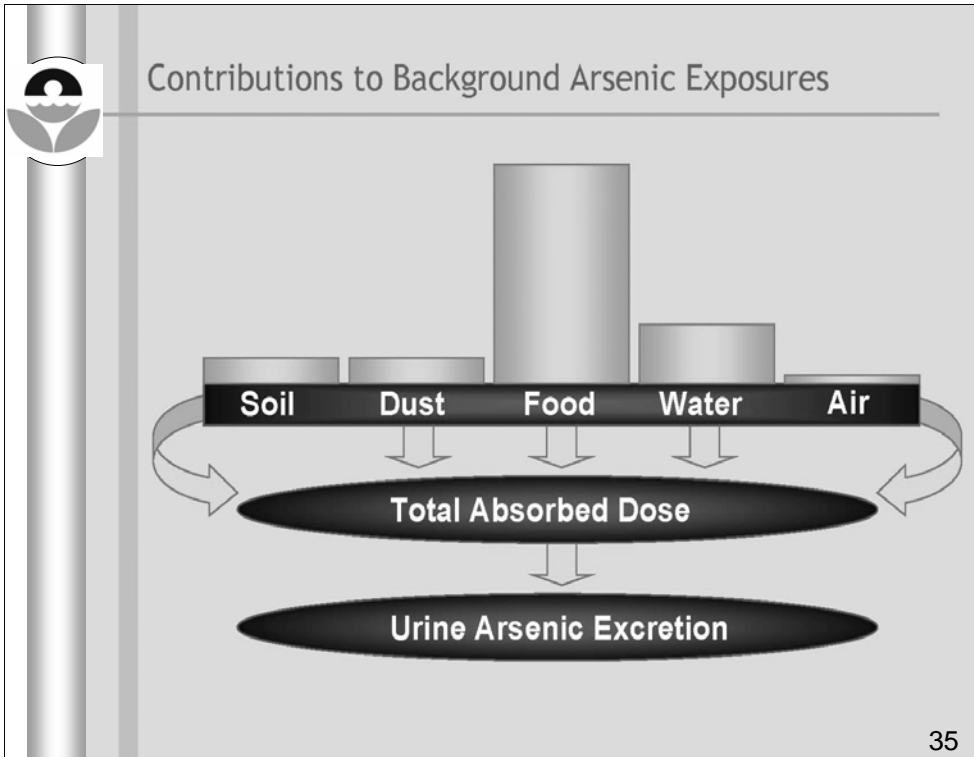 Contributions to Background Arsenic Exposures
Soil Dust Food Water Air
Total Absorbed Dose
Urine Arsenic Excretion
35